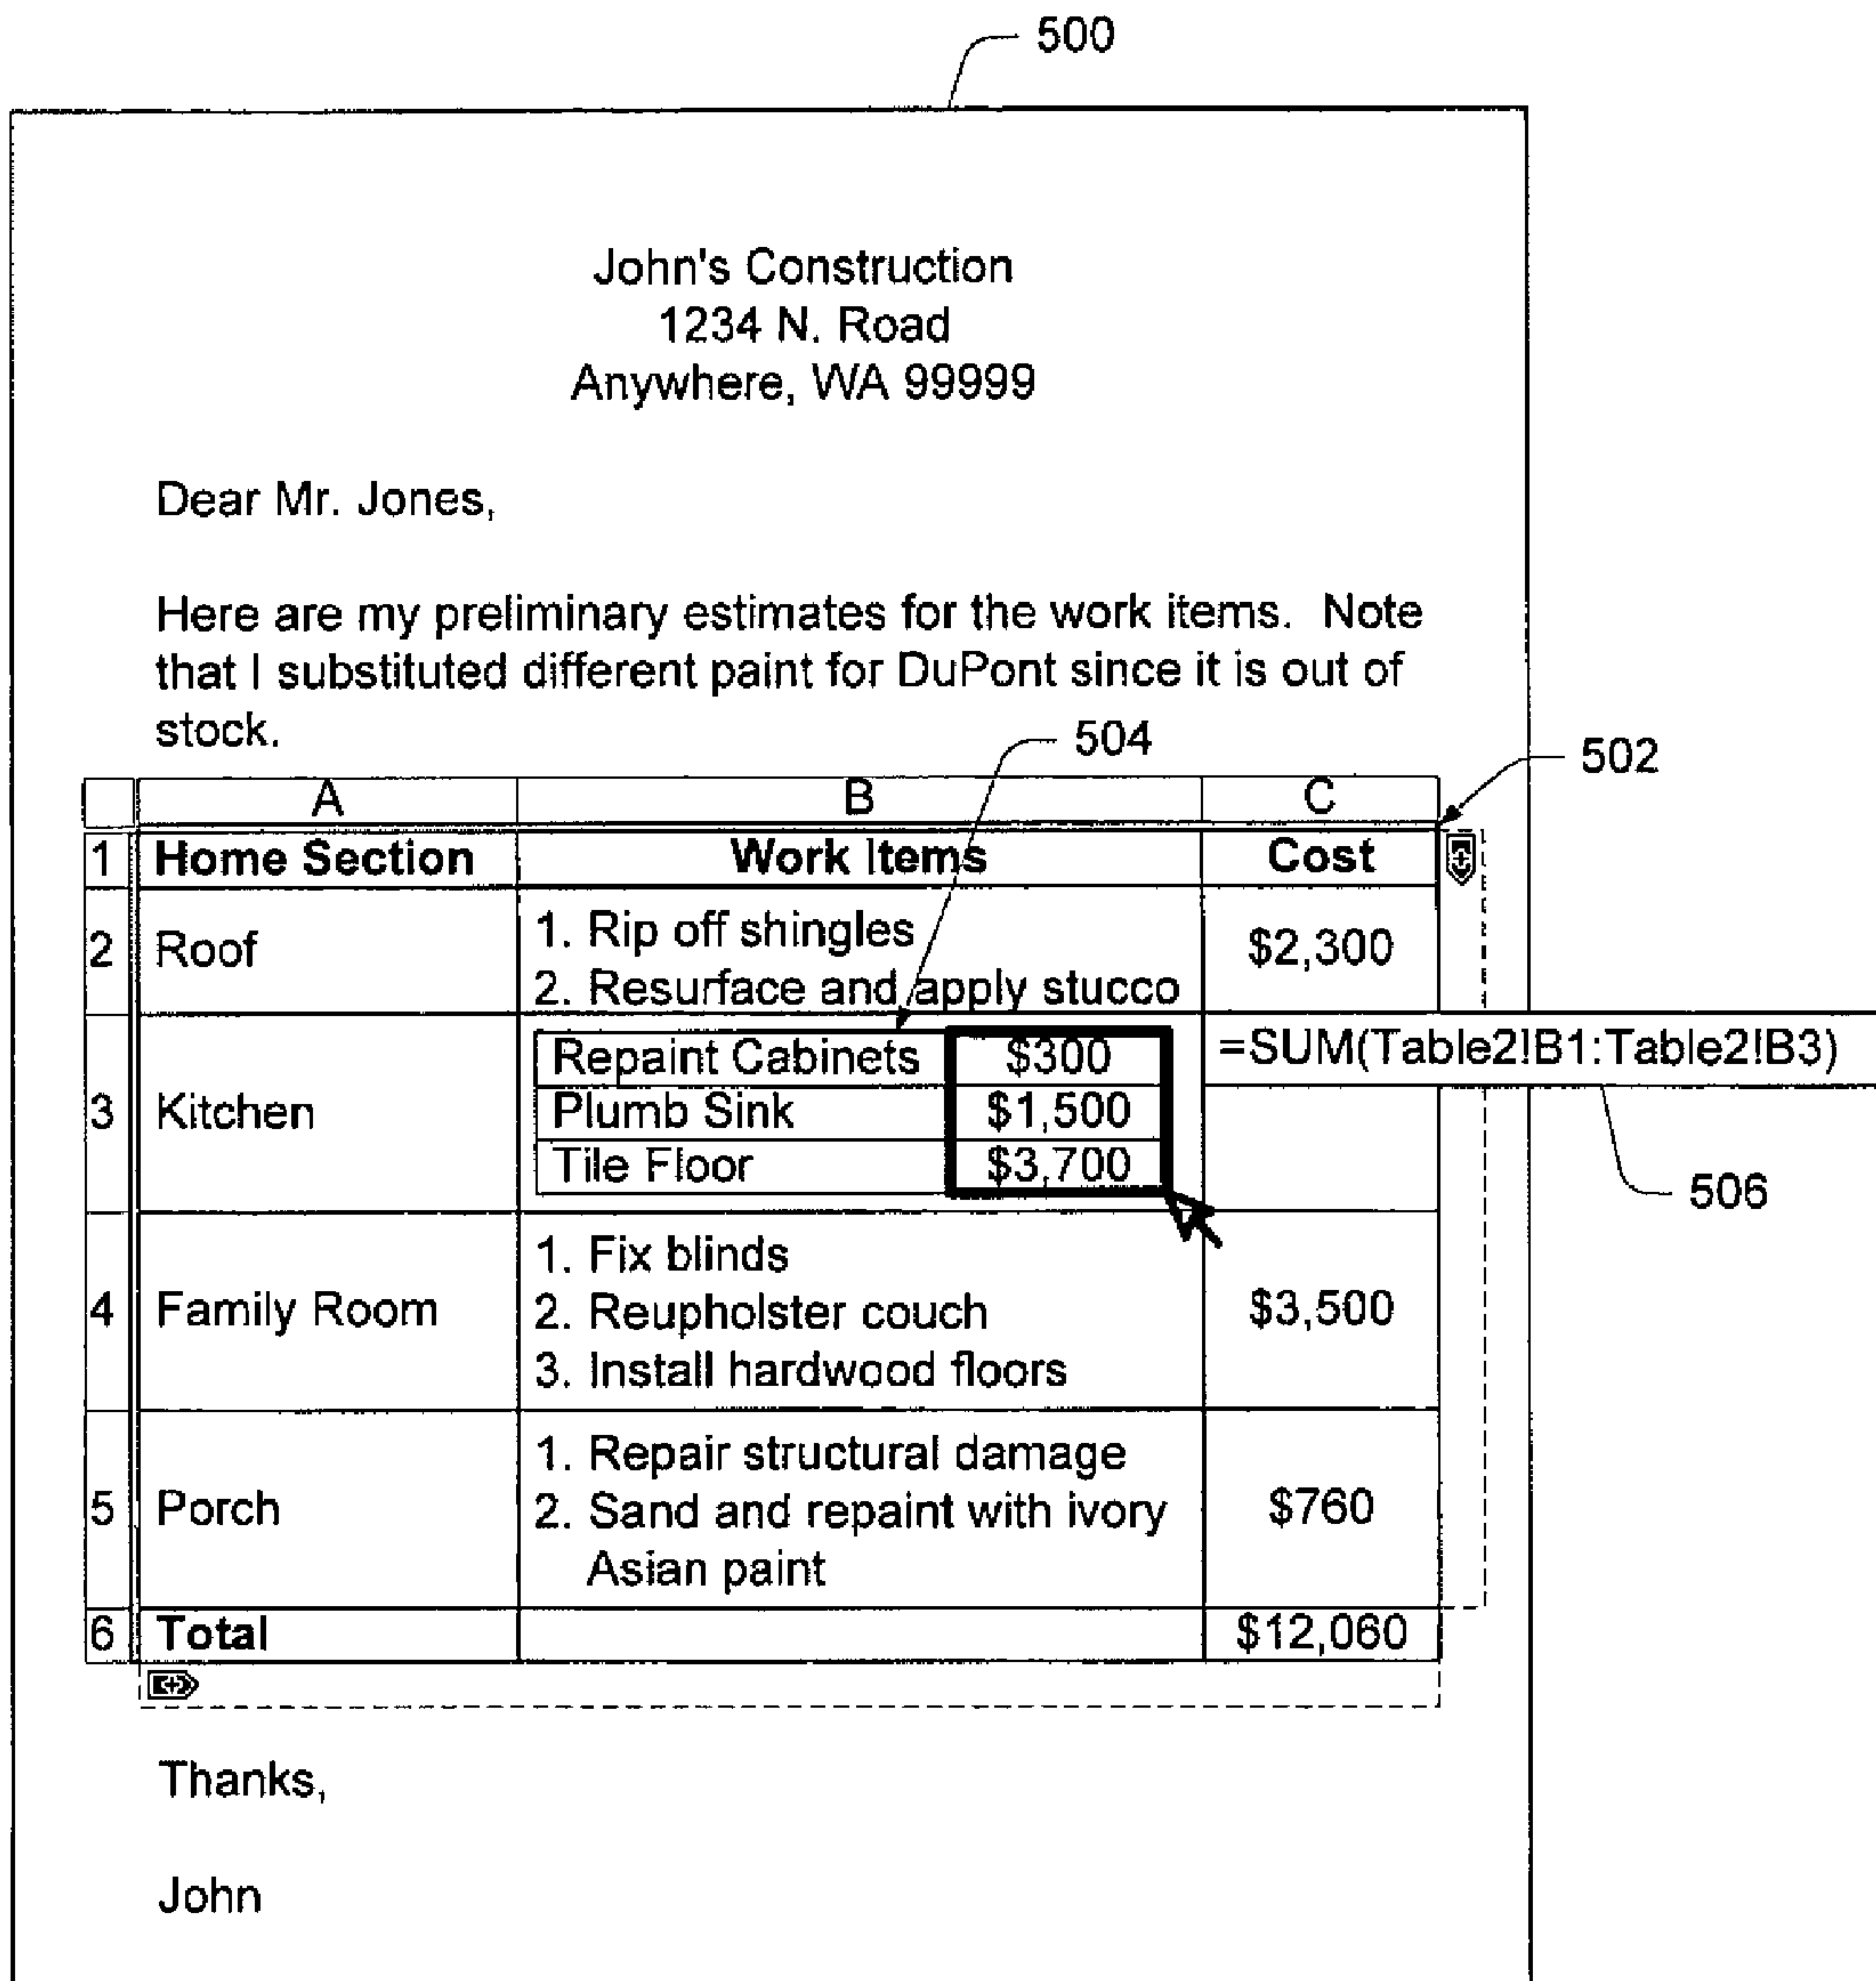 500
John's Construction
1234 N. Road
Anywhere, WA 99999
Dear Mr. Jones,
Here are my preliminary estimates for the work items. Note
that I substituted different paint for DuPont since it is out of
stock.
504
502
A B C
1 Home Section Work Items Cost
2 Roof
1. Rip off shingles
2. Resurface and apply stucco
$2,300
3 Kitchen
Repaint Cabinets $300
Plumb Sink $1,500
Tile Floor $3,700
=SUM(Table2!B1:Table2!B3)
506
4 Family Room
1. Fix blinds
2. Reupholster couch
3. Install hardwood floors
$3,500
5 Porch
1. Repair structural damage
2. Sand and repaint with ivory
Asian paint
$760
6 Total $12,060
Thanks,
John